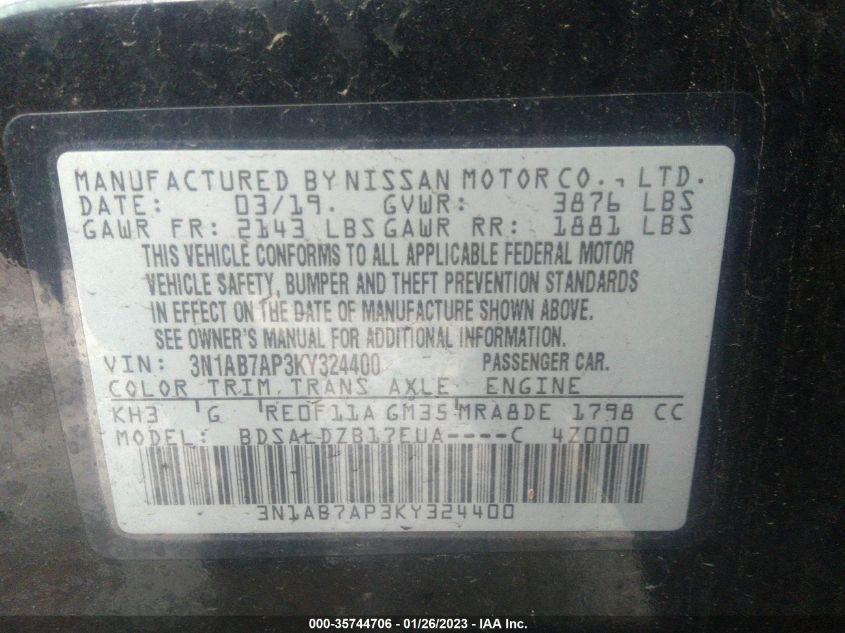 MANUFACTURED BY NISSAN MOTOR CO., LTD.
DATE: 03/19. GVWR: 3876 LBS
GAWR FR: 2143 LBS GAWR RR: 1881 LBS
THIS VEHICLE CONFORMS TO ALL APPLICABLE FEDERAL MOTOR
VEHICLE SAFETY, BUMPER AND THEFT PREVENTION STANDARDS
IN EFFECT ON THE DATE OF MANUFACTURE SHOWN ABOVE.
SEE OWNER'S MANUAL FOR ADDITIONAL INFORMATION.
VIN: 3N1AB7AP3KY324400 PASSENGER CAR.
COLOR TRIM TRANS AXLE ENGINE
KH3 G RE0F11A GM35 MRA8DE 1798 CC
MODEL: BDSALDZB17EUA----C 4Z000
3N1AB7AP3KY324400
000-35744706 - 01/26/2023 - IAA Inc.